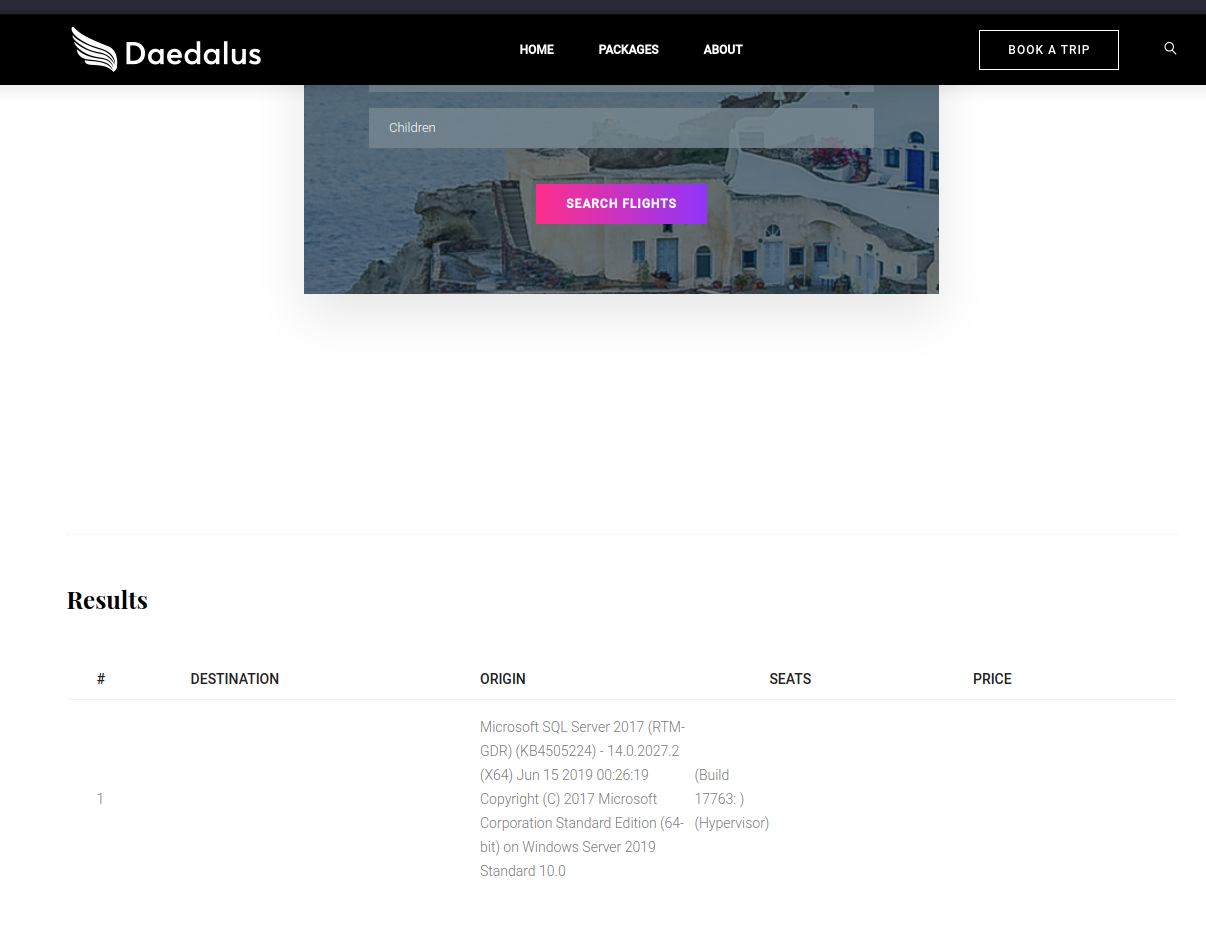 Daedalus
HOME PACKAGES ABOUT
BOOK A TRIP
Children
SEARCH FLIGHTS
Results
# DESTINATION ORIGIN SEATS PRICE
1
Microsoft SQL Server 2017 (RTM-
GDR) (KB4505224) - 14.0.2027.2
(X64) Jun 15 2019 00:26:19
Copyright (C) 2017 Microsoft
Corporation Standard Edition (64-
bit) on Windows Server 2019
Standard 10.0
(Build
17763: )
(Hypervisor)